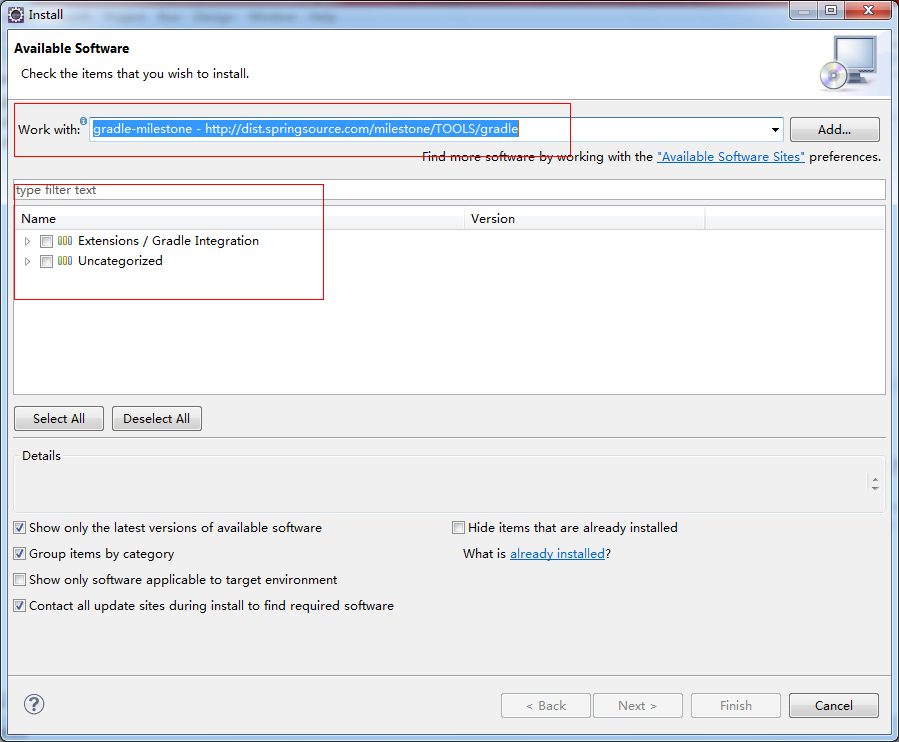 Install
Available Software
Check the items that you wish to install.
Work with: gradle-milestone - http://dist.springsource.com/milestone/TOOLS/gradle Add...
Find more software by working with the "Available Software Sites" preferences.
type filter text
Name Version
Extensions / Gradle Integration
Uncategorized
Select All Deselect All
Details
Show only the latest versions of available software Hide items that are already installed
Group items by category What is already installed?
Show only software applicable to target environment
Contact all update sites during install to find required software
? < Back Next > Finish Cancel